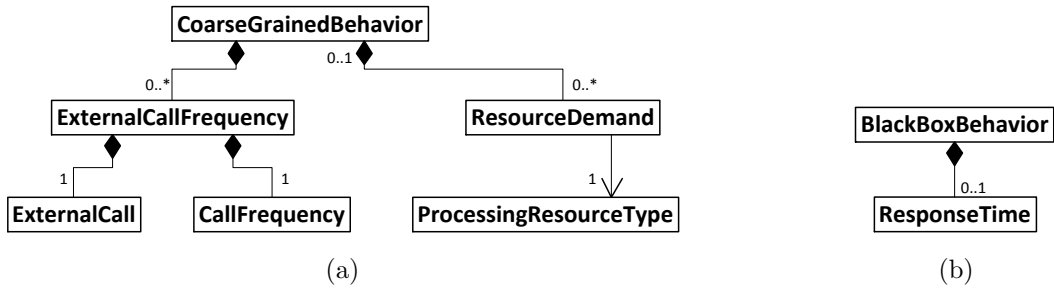 CoarseGrainedBehavior
0..1
0..*
0..*
ExternalCallFrequency
ResourceDemand
BlackBoxBehavior
1
1
1
0..1
ExternalCall
CallFrequency
ProcessingResourceType
ResponseTime
(a)
(b)